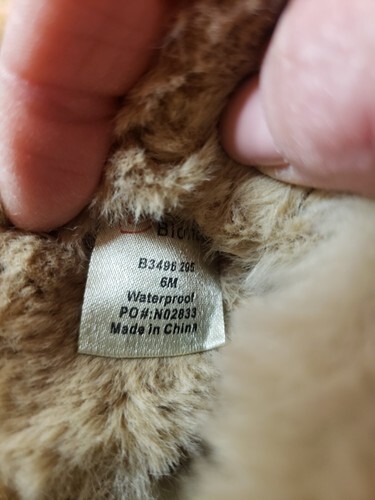 B3496 295
6M
Waterproof
PO#:N02833
Made in China